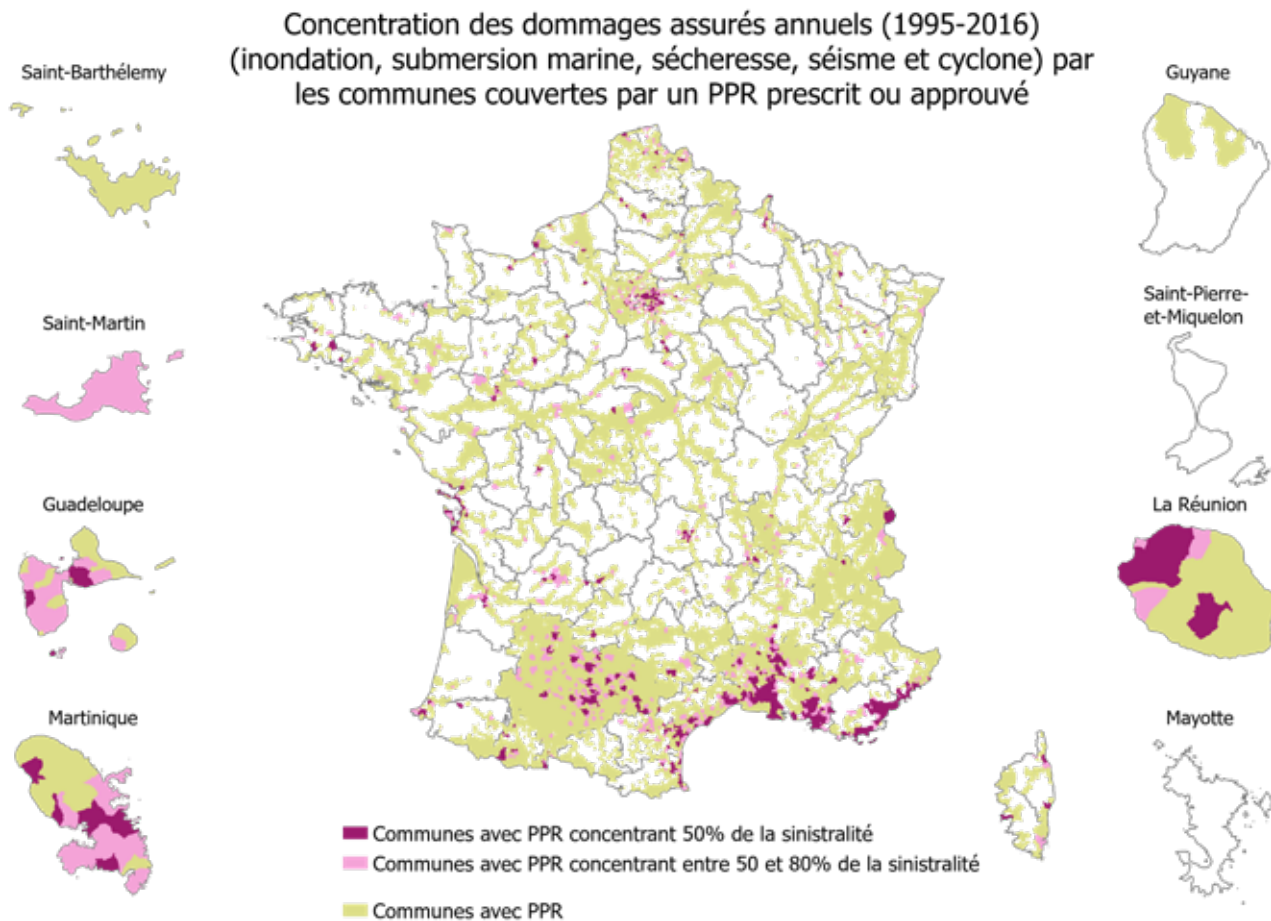 Concentration des dommages assurés annuels (1995-2016)
(inondation, submersion marine, sécheresse, séisme et cyclone) par
les communes couvertes par un PPR prescrit ou approuvé
Saint-Barthélemy
Saint-Martin
Guadeloupe
Martinique
Guyane
Saint-Pierre-
et-Miquelon
La Réunion
Mayotte
Communes avec PPR concentrant 50% de la sinistralité
Communes avec PPR concentrant entre 50 et 80% de la sinistralité
Communes avec PPR